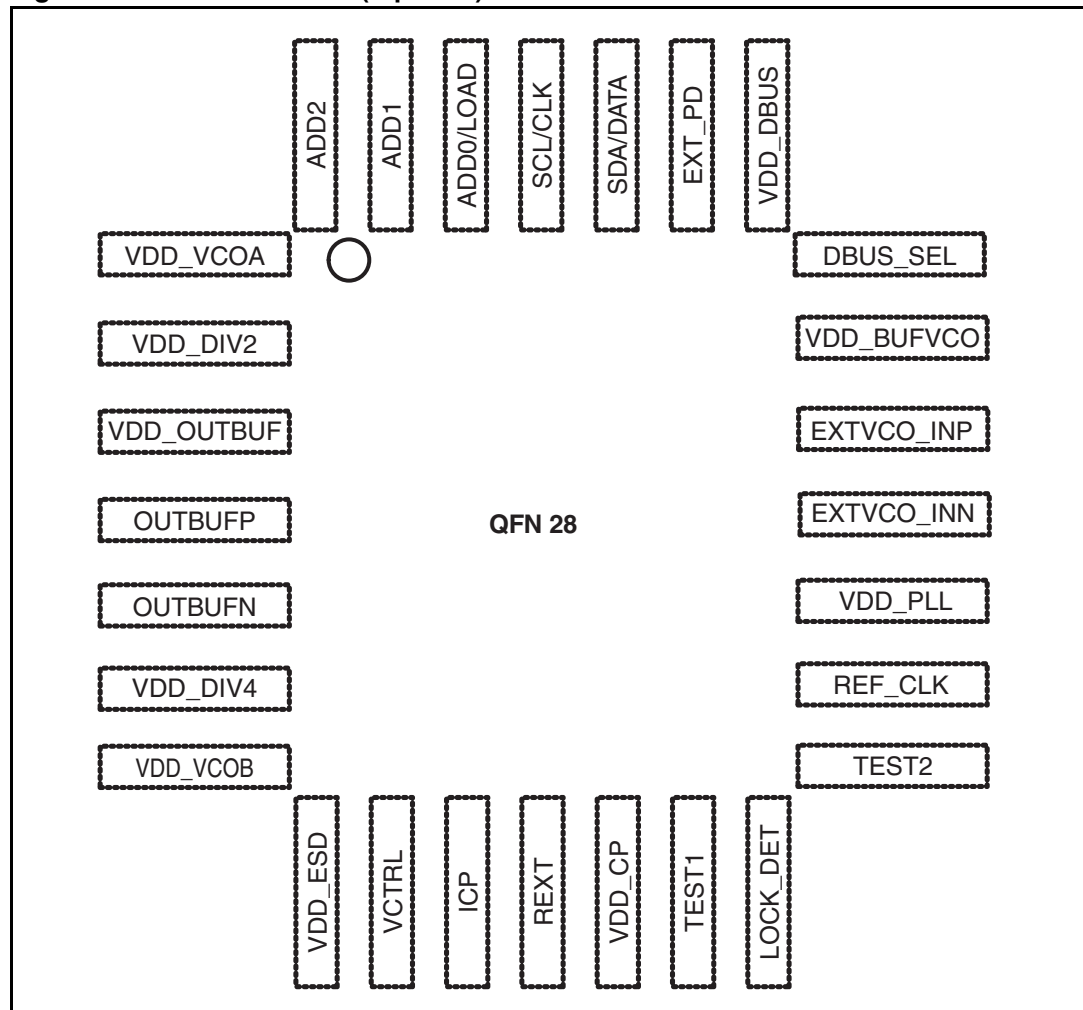 ADD2
ADD1
ADD0/LOAD
SCL/CLK
SDA/DATA
EXT_PD
VDD_DBUS
VDD_VCOA
DBUS_SEL
VDD_DIV2
VDD_BUFVCO
VDD_OUTBUF
EXTVCO_INP
OUTBUFP
QFN 28
EXTVCO_INN
OUTBUFN
VDD_PLL
VDD_DIV4
REF_CLK
VDD_VCOB
TEST2
VDD_ESD
VCTRL
ICP
REXT
VDD_CP
TEST1
LOCK_DET